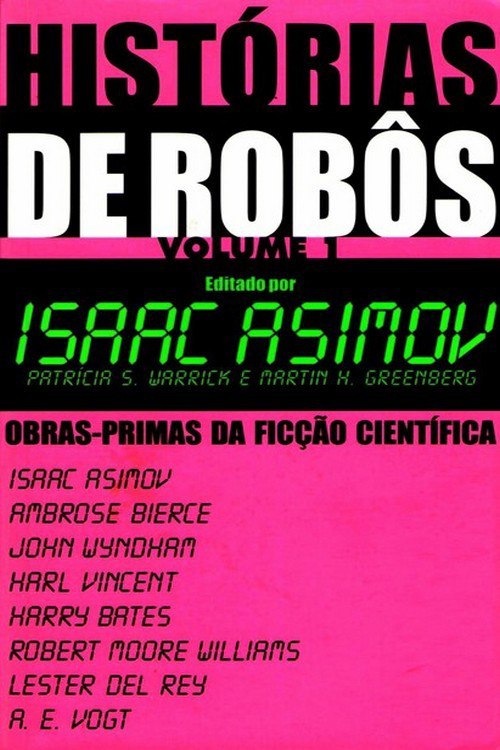 HISTÓRIAS
DE ROBÔS
VOLUME 1
Editado por
ISAAC ASIMOV
PATRÍCIA S. WARRICK E MARTIN H. GREENBERG
OBRAS-PRIMAS DA FICÇÃO CIENTÍFICA
ISAAC ASIMOV
AMBROSE BIERCE
JOHN WYNDHAM
HARL VINCENT
HARRY BATES
ROBERT MOORE WILLIAMS
LESTER DEL REY
A. E. VOGT